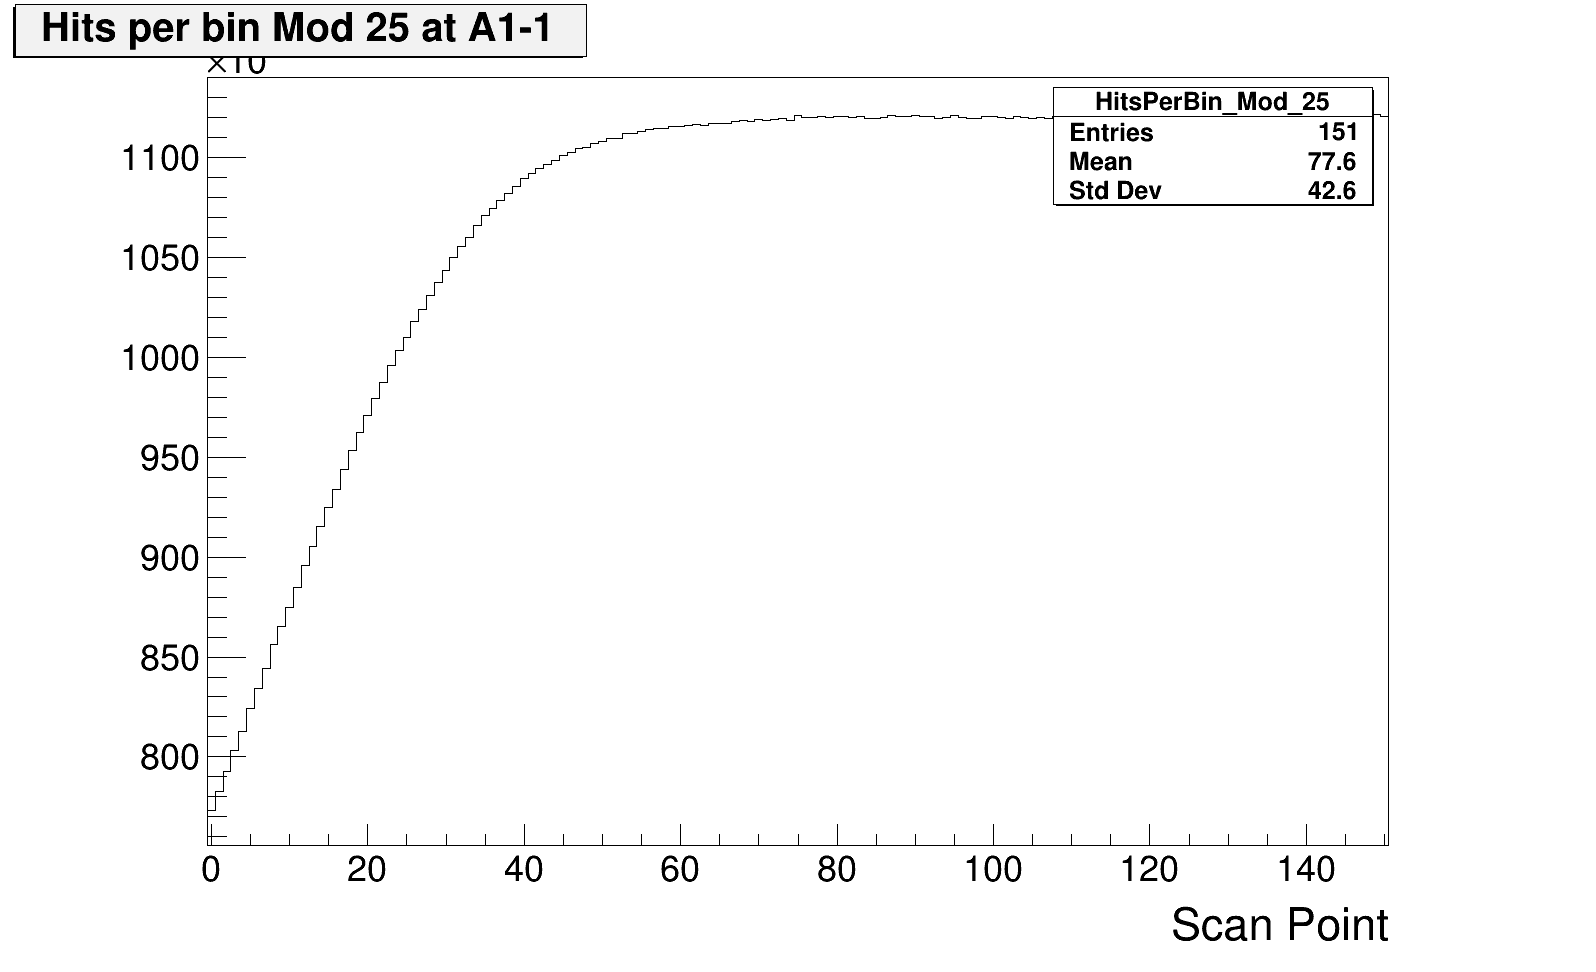 Hits per bin Mod 25 at A1-1
×10
HitsPerBin_Mod_25
Entries 151
Mean 77.6
Std Dev 42.6
1100
1050
1000
950
900
850
800
0 20 40 60 80 100 120 140
Scan Point